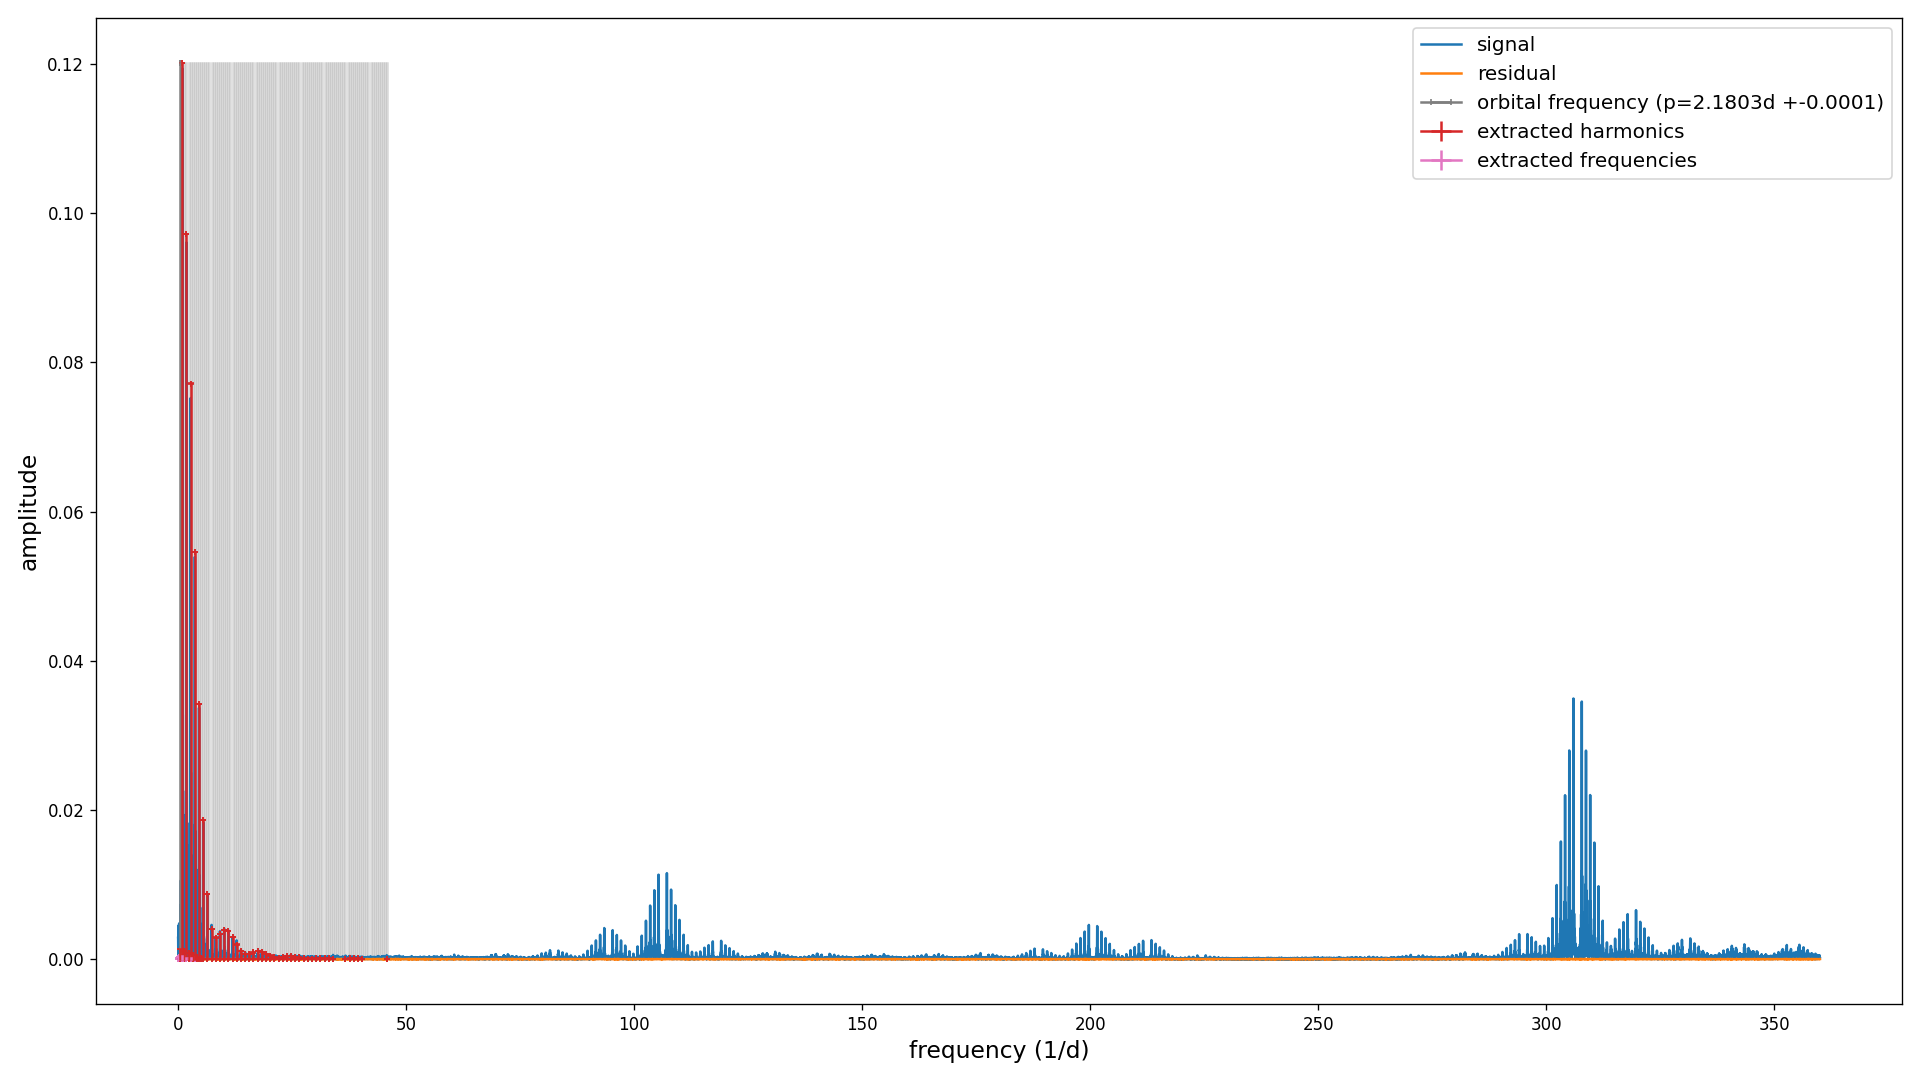 signal
residual
orbital frequency (p=2.1803d +-0.0001)
extracted harmonics
extracted frequencies
0.12
0.10
0.08
0.06
0.04
0.02
0.00
amplitude
0 50 100 150 200 250 300 350
frequency (1/d)